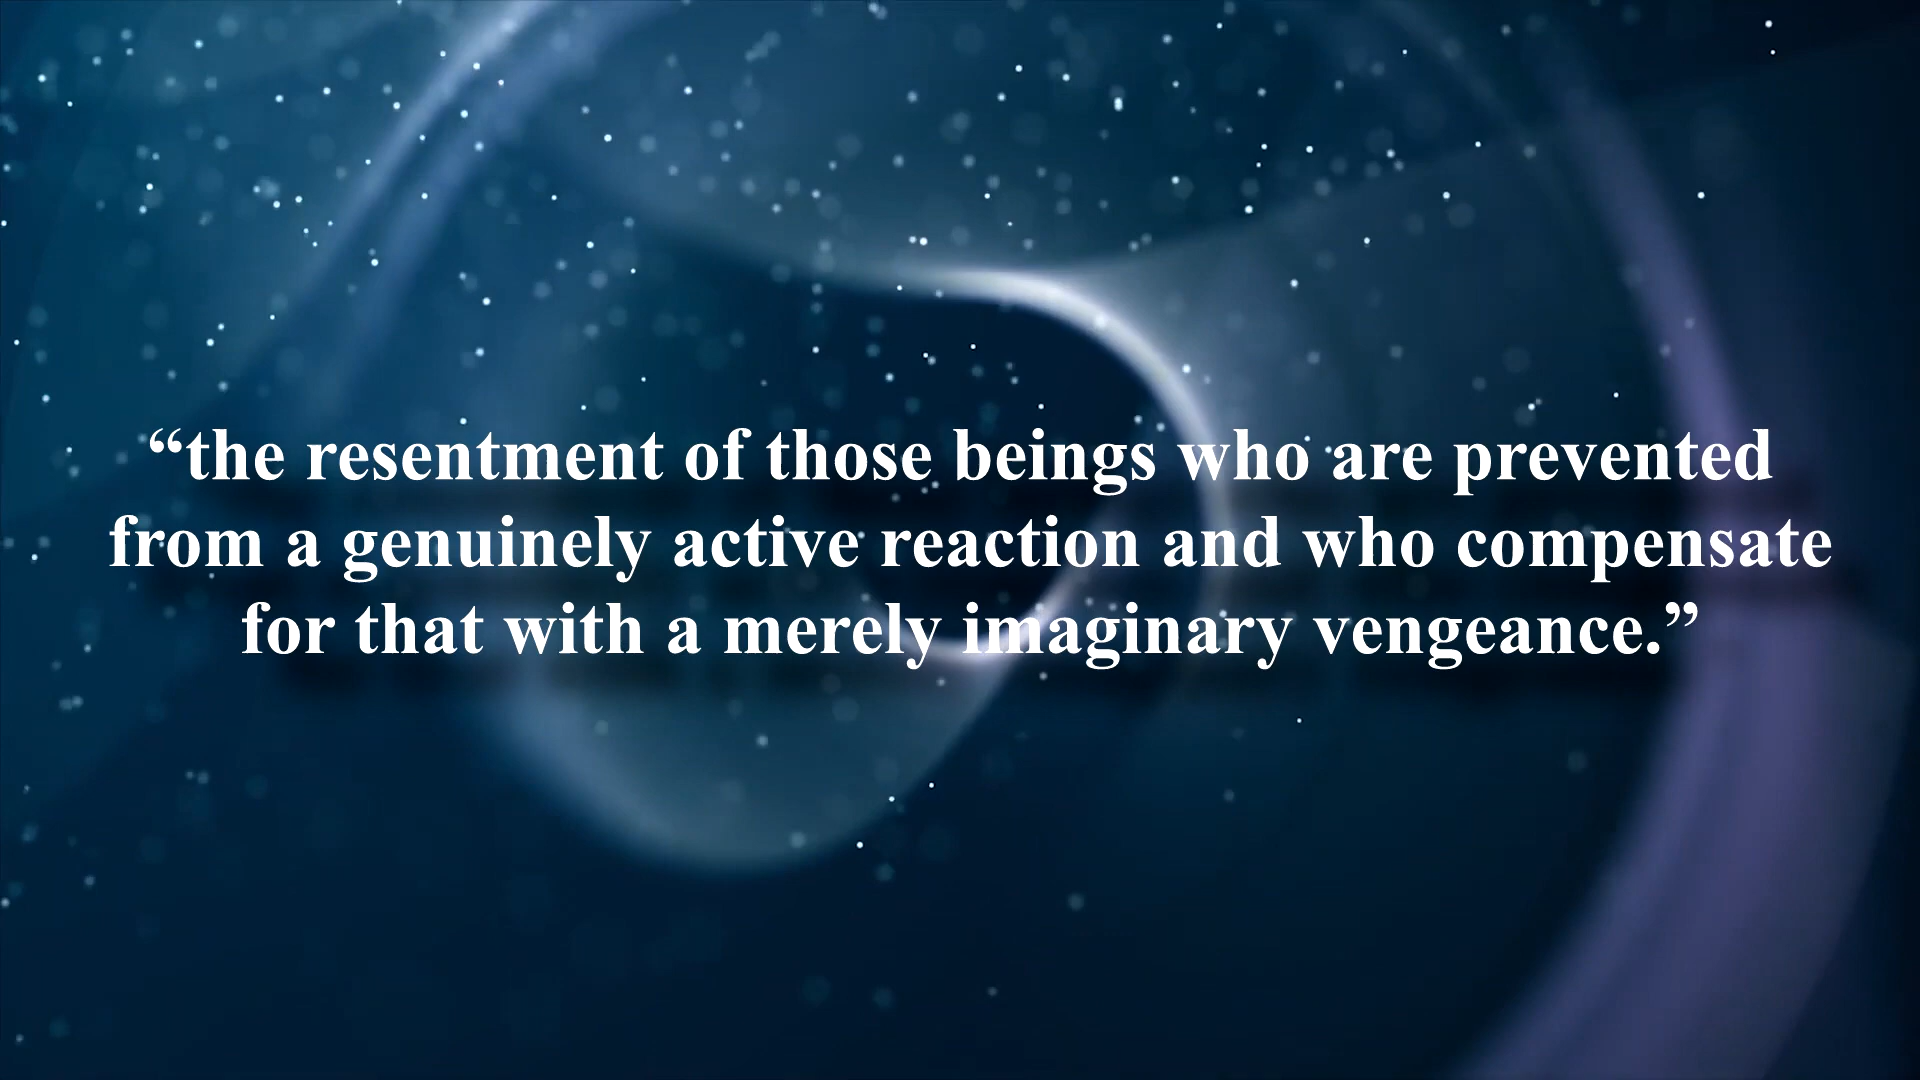 “the resentment of those beings who are prevented
from a genuinely active reaction and who compensate
for that with a merely imaginary vengeance.”